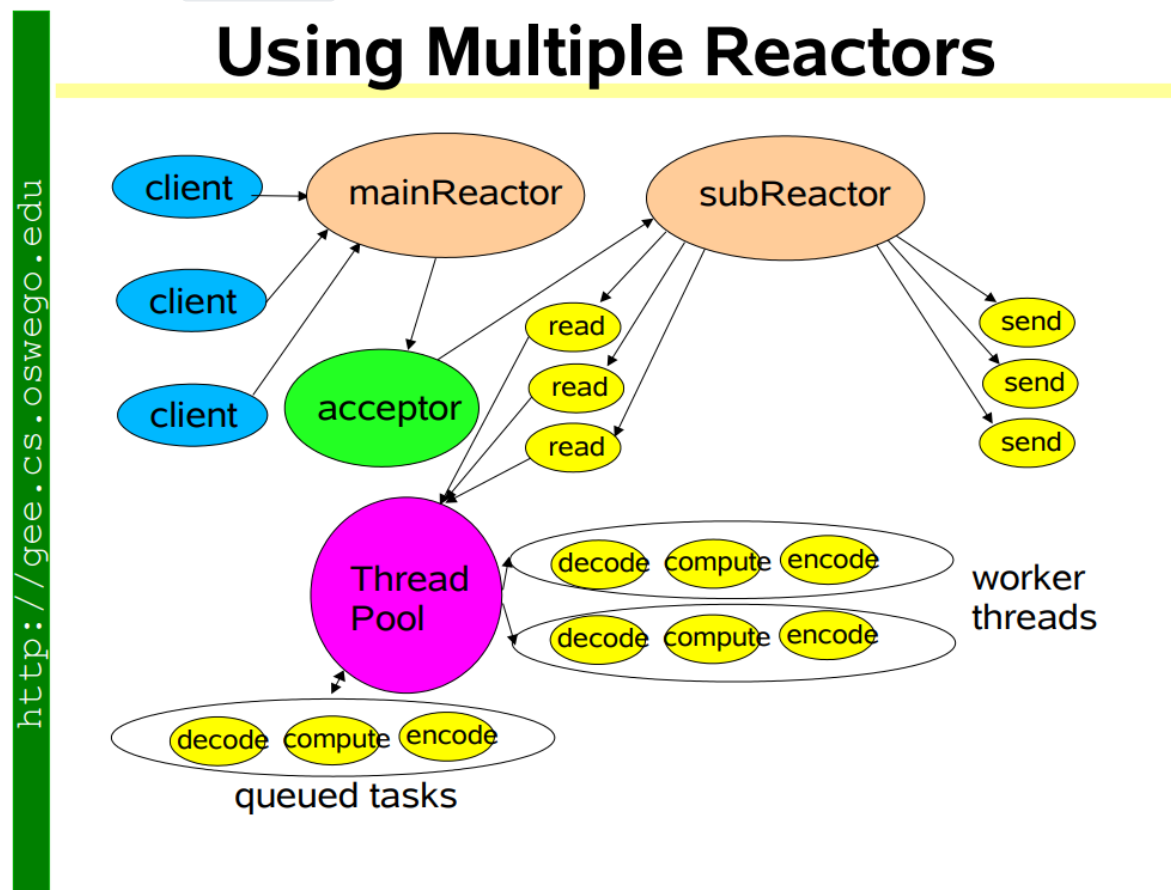 Using Multiple Reactors
http://gee.cs.oswego.edu
client
mainReactor
subReactor
client
client
acceptor
read
read
read
send
send
send
Thread
Pool
decode
compute
encode
decode
compute
encode
worker
threads
decode
compute
encode
queued tasks